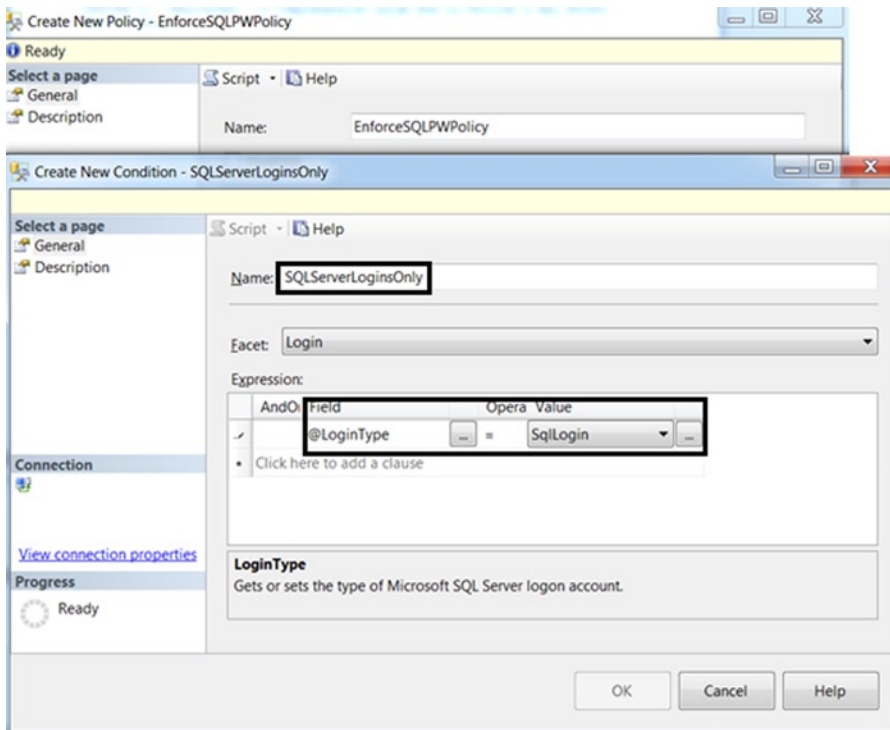 Create New Policy - EnforceSQLPWPolicy
Ready
Select a page
Script Help
General
Description
Name: EnforceSQLPWPolicy
Create New Condition - SQLServerLoginsOnly
Select a page
Script Help
General
Description
Name: SQLServerLoginsOnly
Facet: Login
Expression:
AndOr Field Opera Value
@LoginType ... = SqlLogin ...
Click here to add a clause
Connection
View connection properties
LoginType
Gets or sets the type of Microsoft SQL Server logon account.
Progress
Ready
OK Cancel Help